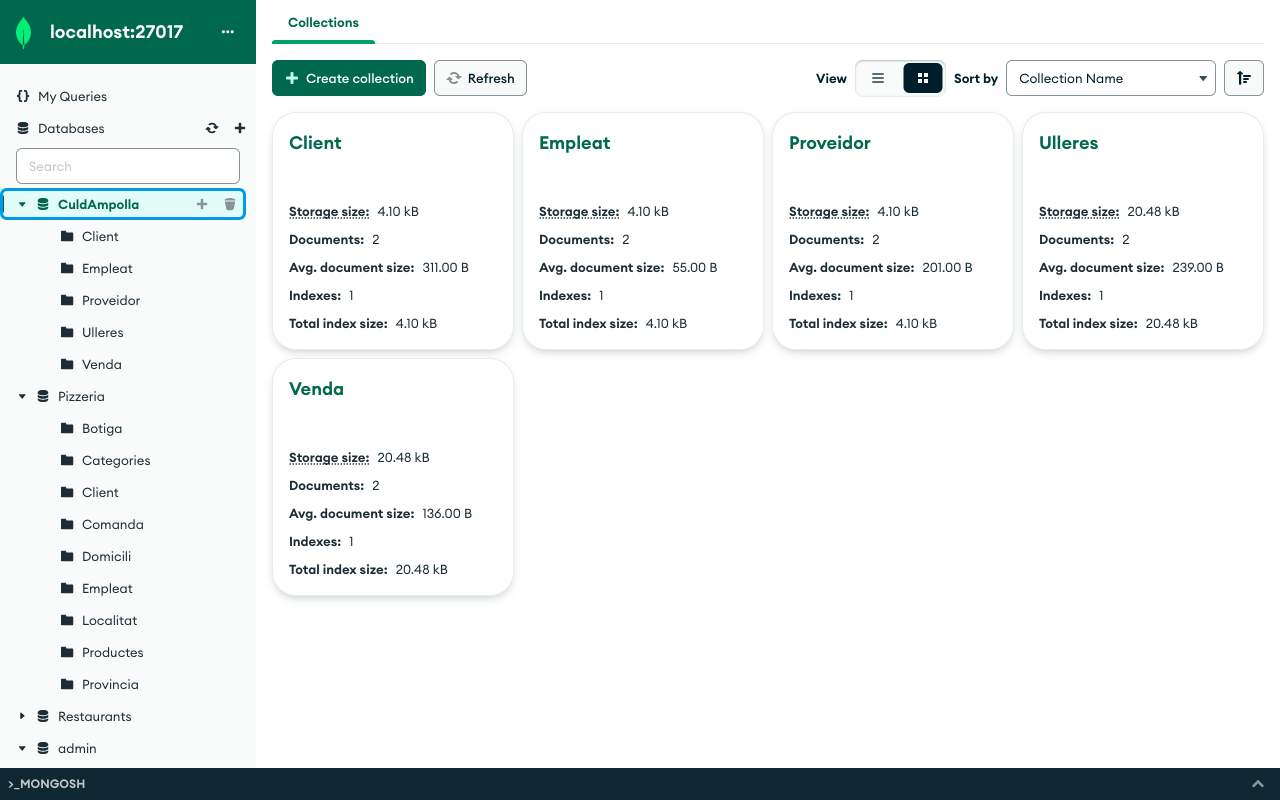 localhost:27017
My Queries
Databases
Search
CuldAmpolla
Client
Empleat
Proveidor
Ulleres
Venda
Pizzeria
Botiga
Categories
Client
Comanda
Domicili
Empleat
Localitat
Productes
Provincia
Restaurants
admin
Collections
Create collection
Refresh
View
Sort by
Collection Name
Client
Storage size: 4.10 kB
Documents: 2
Avg. document size: 311.00 B
Indexes: 1
Total index size: 4.10 kB
Empleat
Storage size: 4.10 kB
Documents: 2
Avg. document size: 55.00 B
Indexes: 1
Total index size: 4.10 kB
Proveidor
Storage size: 4.10 kB
Documents: 2
Avg. document size: 201.00 B
Indexes: 1
Total index size: 4.10 kB
Ulleres
Storage size: 20.48 kB
Documents: 2
Avg. document size: 239.00 B
Indexes: 1
Total index size: 20.48 kB
Venda
Storage size: 20.48 kB
Documents: 2
Avg. document size: 136.00 B
Indexes: 1
Total index size: 20.48 kB
>_MONGOSH